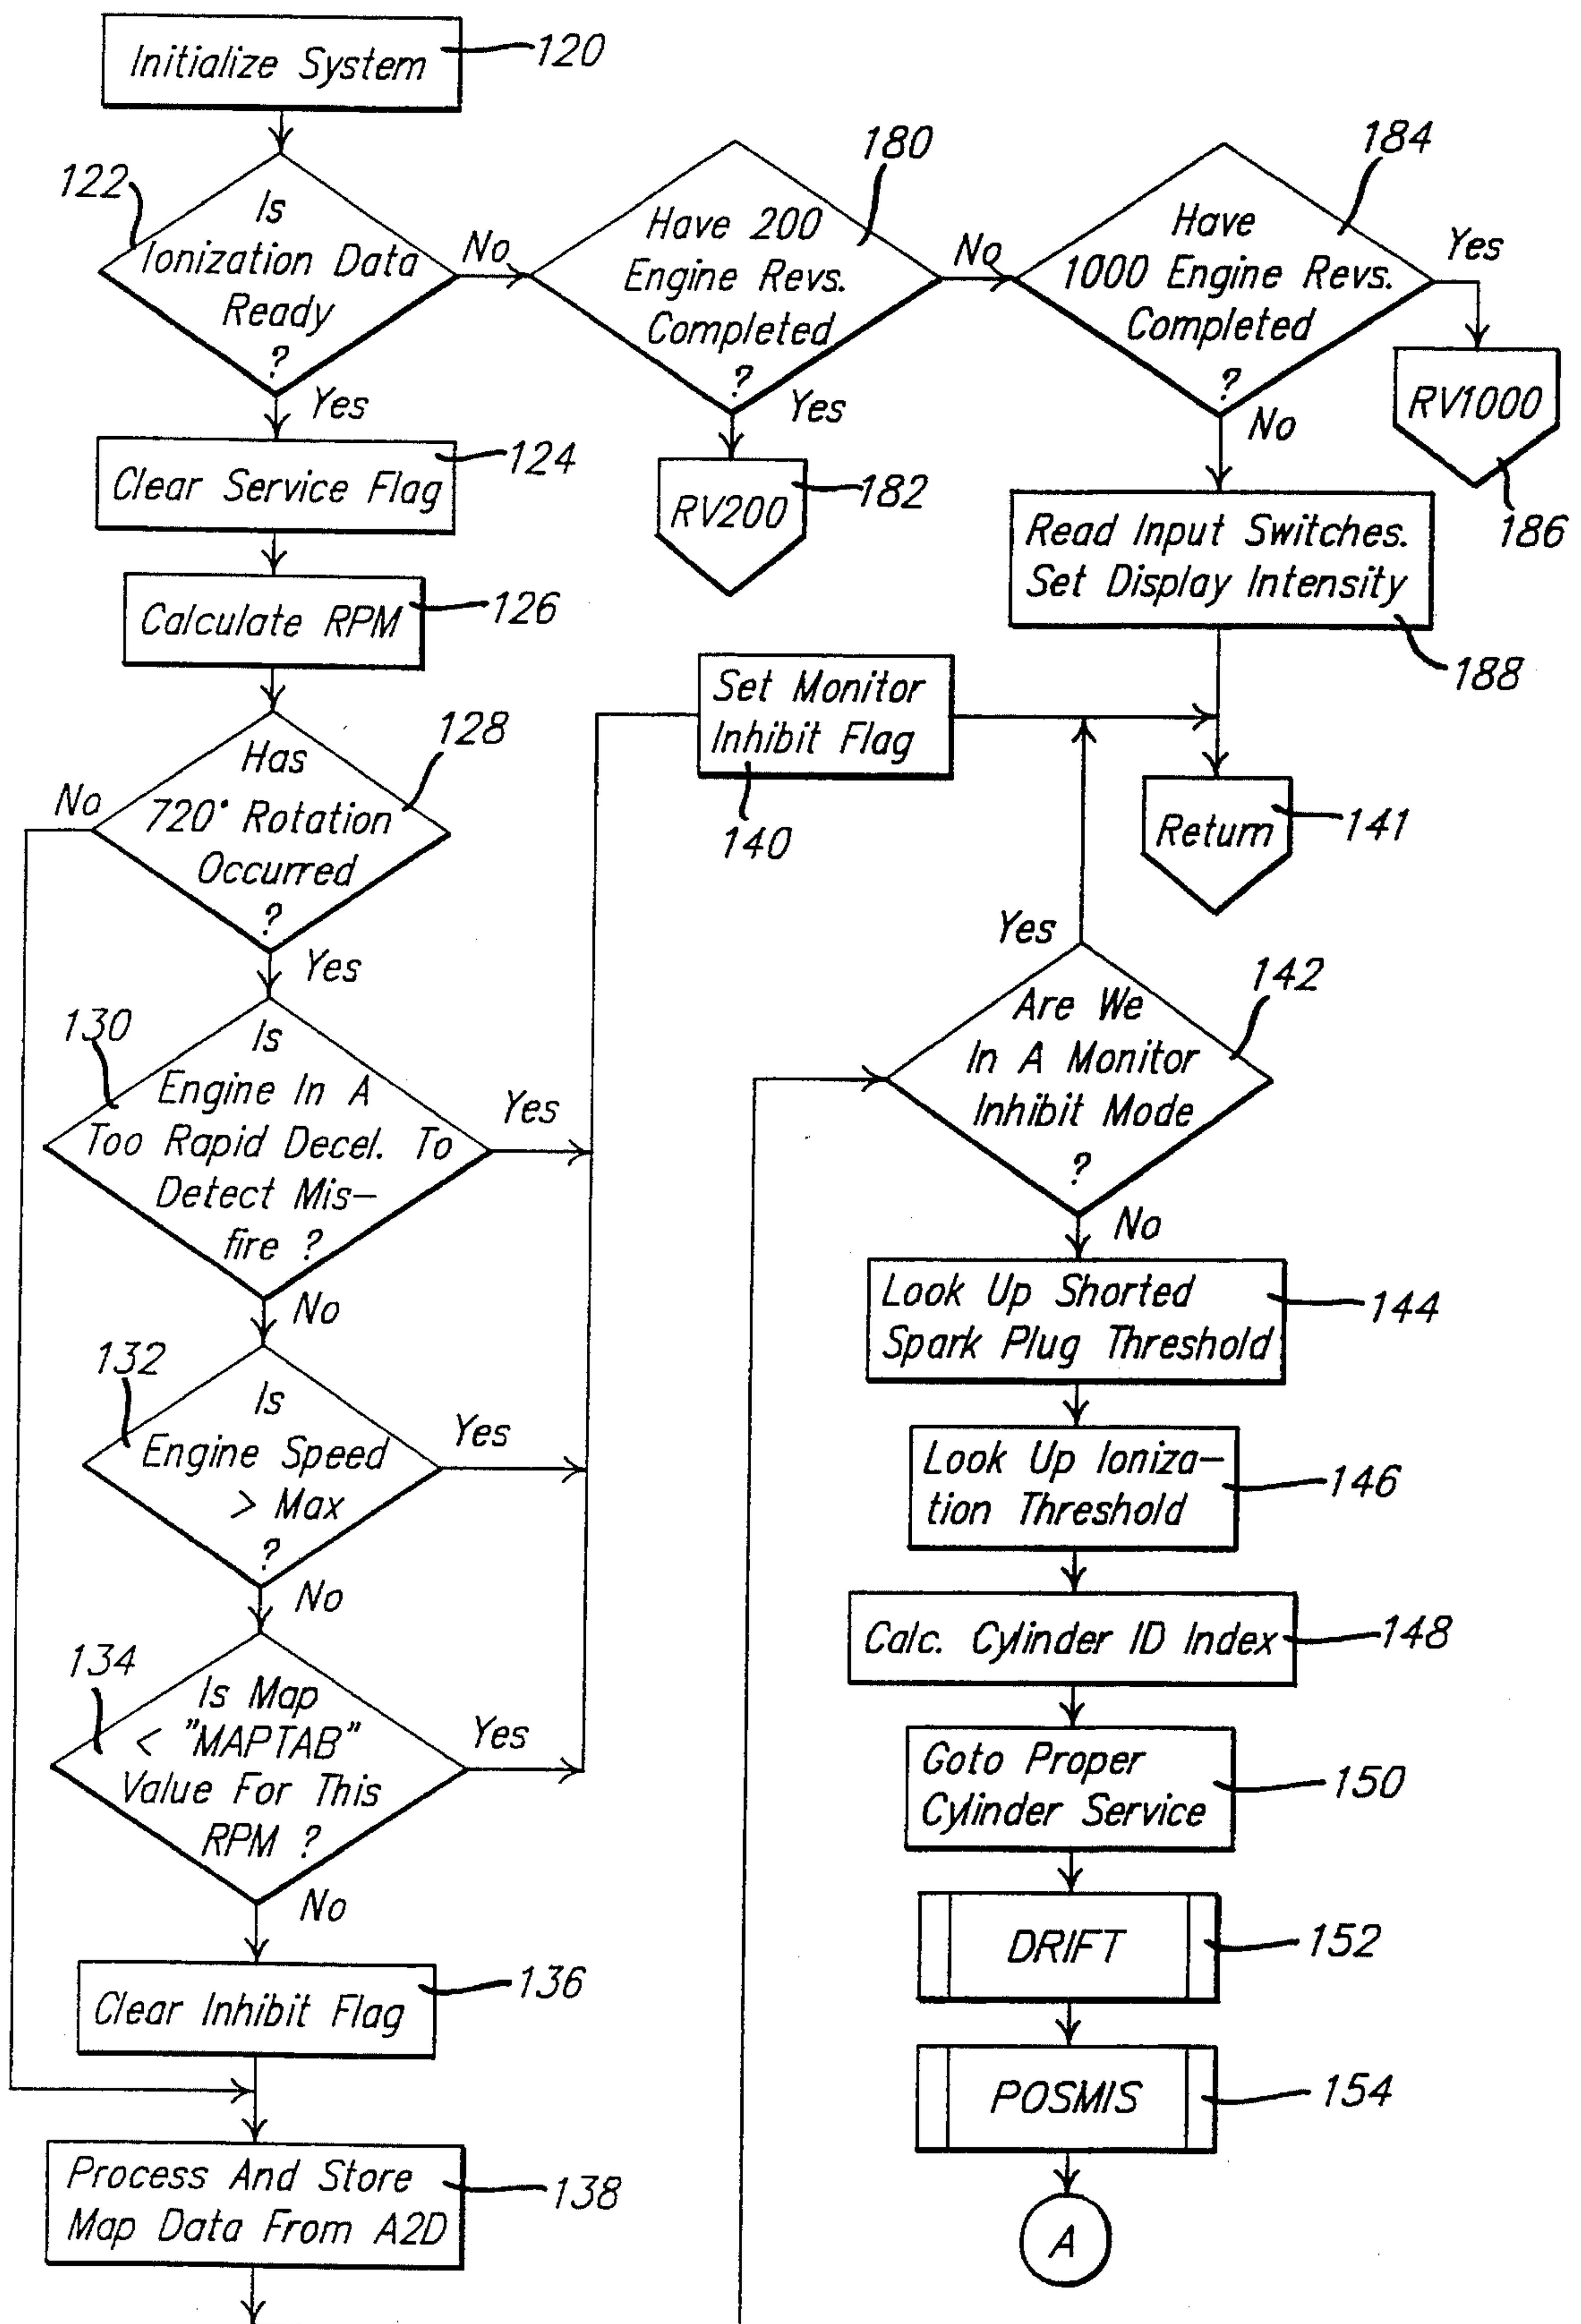 Initialize System
120
122
Is
Ionization Data
Ready
?
No
Yes
180
Have 200
Engine Revs.
Completed
?
No
Yes
184
Have
1000 Engine Revs.
Completed
?
Yes
No
RV1000
186
RV200
182
Clear Service Flag
124
Read Input Switches.
Set Display Intensity
188
Calculate RPM
126
Has
720° Rotation
Occurred
?
128
No
Yes
Set Monitor
Inhibit Flag
140
Return
141
130
Is
Engine In A
Too Rapid Decel. To
Detect Mis-
fire ?
Yes
No
Yes
Are We
In A Monitor
Inhibit Mode
?
142
No
132
Is
Engine Speed
> Max
?
Yes
No
Look Up Shorted
Spark Plug Threshold
144
Look Up Ioniza-
tion Threshold
146
134
Is Map
< "MAPTAB"
Value For This
RPM ?
Yes
No
Calc. Cylinder ID Index
148
Goto Proper
Cylinder Service
150
Clear Inhibit Flag
136
DRIFT
152
POSMIS
154
Process And Store
Map Data From A2D
138
A